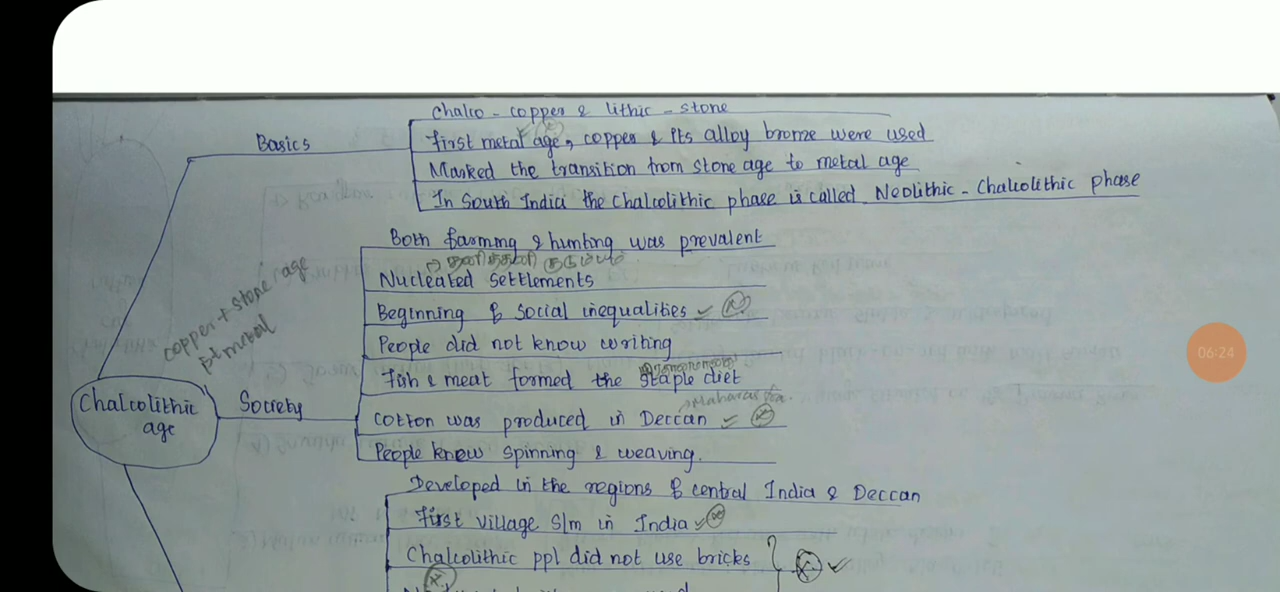 Chalco - copper & lithic - stone
Basics
First metal age, copper & its alloy bronze were used
Marked the transition from stone age to metal age
In South India the chalcolithic phase is called Neolithic - Chalcolithic phase
Both farming & hunting was prevalent
தனித்தனி குடும்பம்
Nucleated settlements
Beginning of social inequalities
copper + stone age
People did not know writing
Fish & meat formed the staple diet
06:24
Chalcolithic age
Society
Cotton was produced in Deccan
People knew spinning & weaving.
Developed in the regions of central India & Deccan
First village s/m in India
Chalcolithic ppl did not use bricks